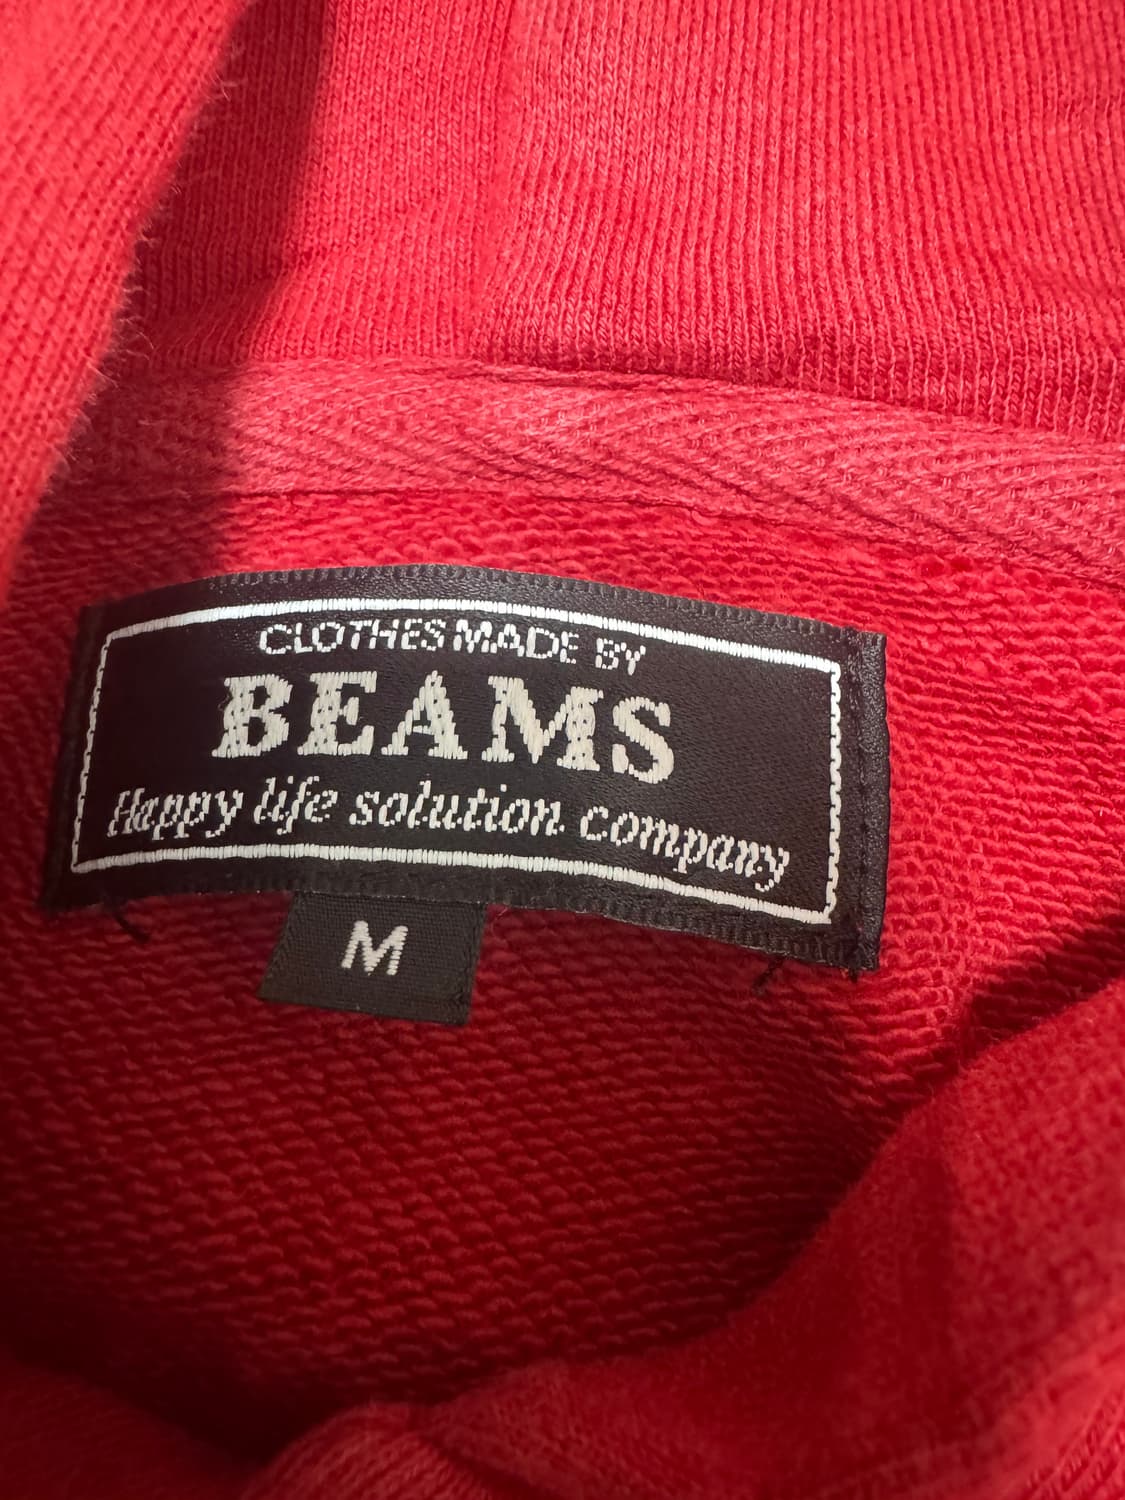 CLOTHES MADE BY
BEAMS
Happy life solution company
M